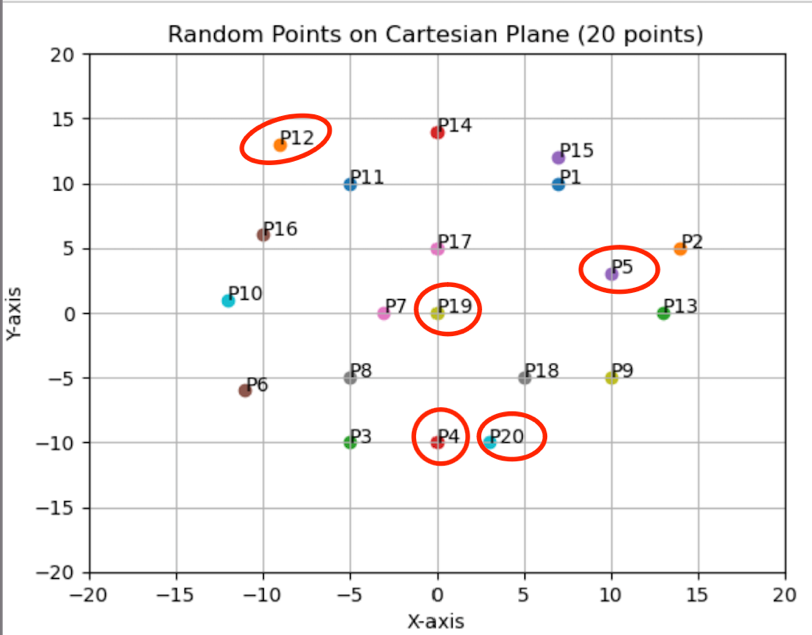 Random Points on Cartesian Plane (20 points)
20
15
10
5
0
−5
−10
−15
−20
Y-axis
P12
P14
P15
P11
P1
P16
P17
P2
P5
P10
P7
P19
P13
P6
P8
P18
P9
P3
P4
P20
−20 −15 −10 −5 0 5 10 15 20
X-axis